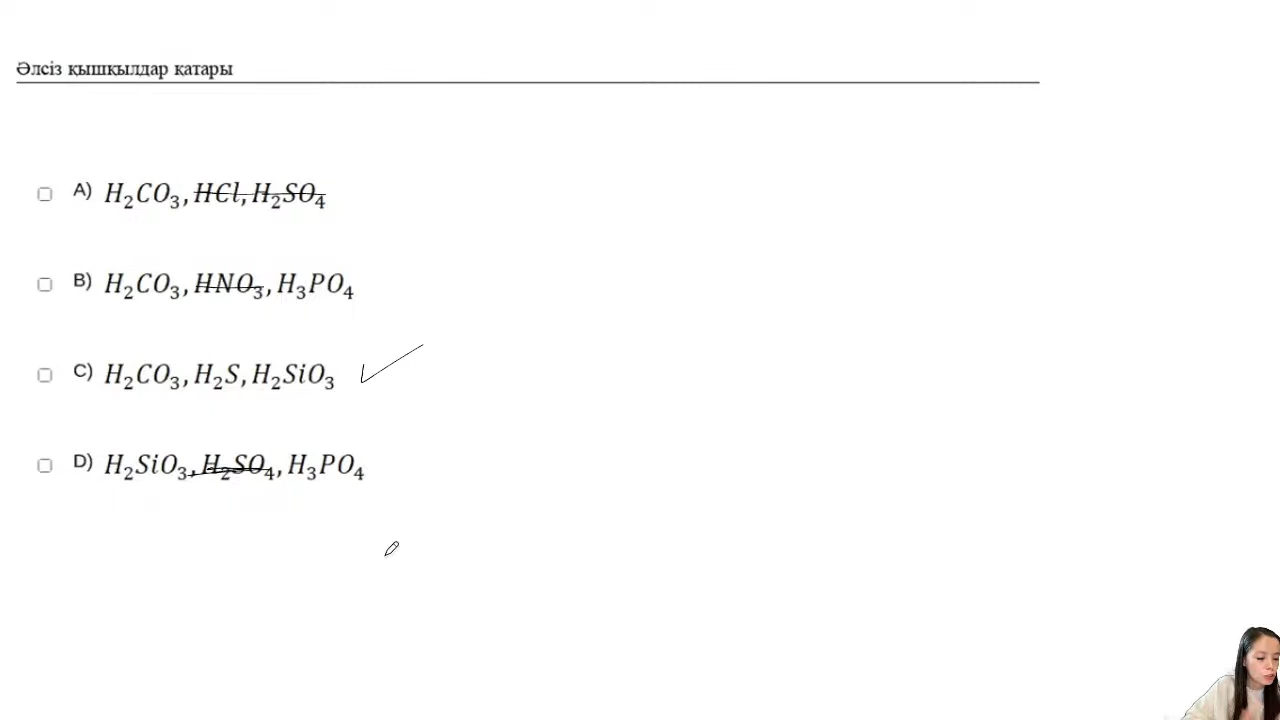 Әлсіз қышқылдар қатары
A) H₂CO₃, HCl, H₂SO₄
B) H₂CO₃, HNO₃, H₃PO₄
C) H₂CO₃, H₂S, H₂SiO₃
D) H₂SiO₃, H₂SO₄, H₃PO₄